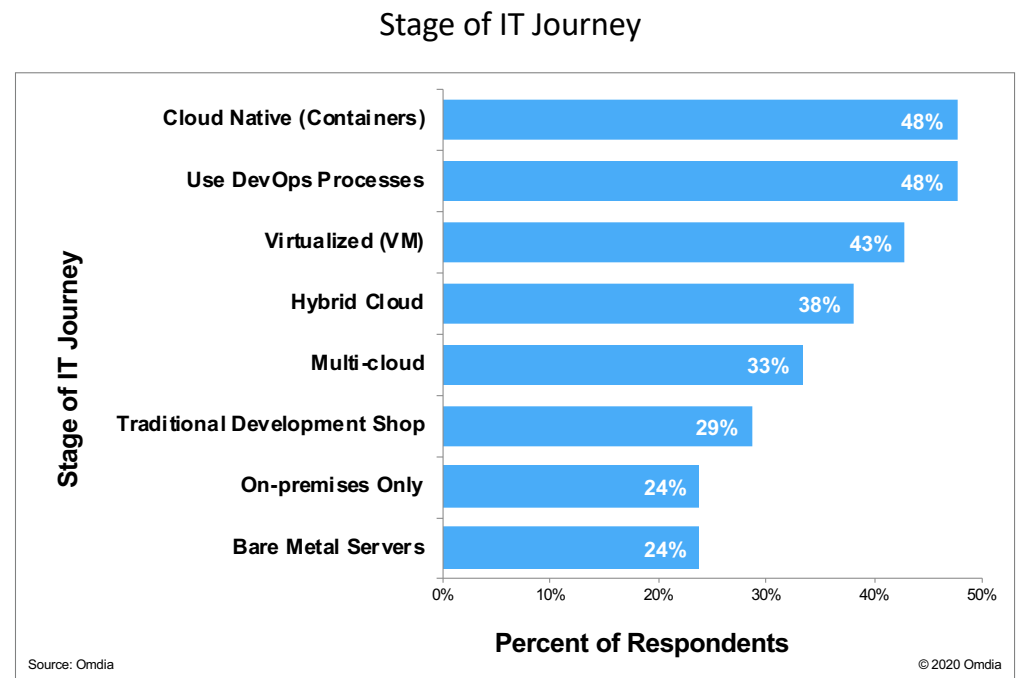 Stage of IT Journey
Stage of IT Journey
Cloud Native (Containers) 48%
Use DevOps Processes 48%
Virtualized (VM) 43%
Hybrid Cloud 38%
Multi-cloud 33%
Traditional Development Shop 29%
On-premises Only 24%
Bare Metal Servers 24%
0% 10% 20% 30% 40% 50%
Percent of Respondents
Source: Omdia © 2020 Omdia